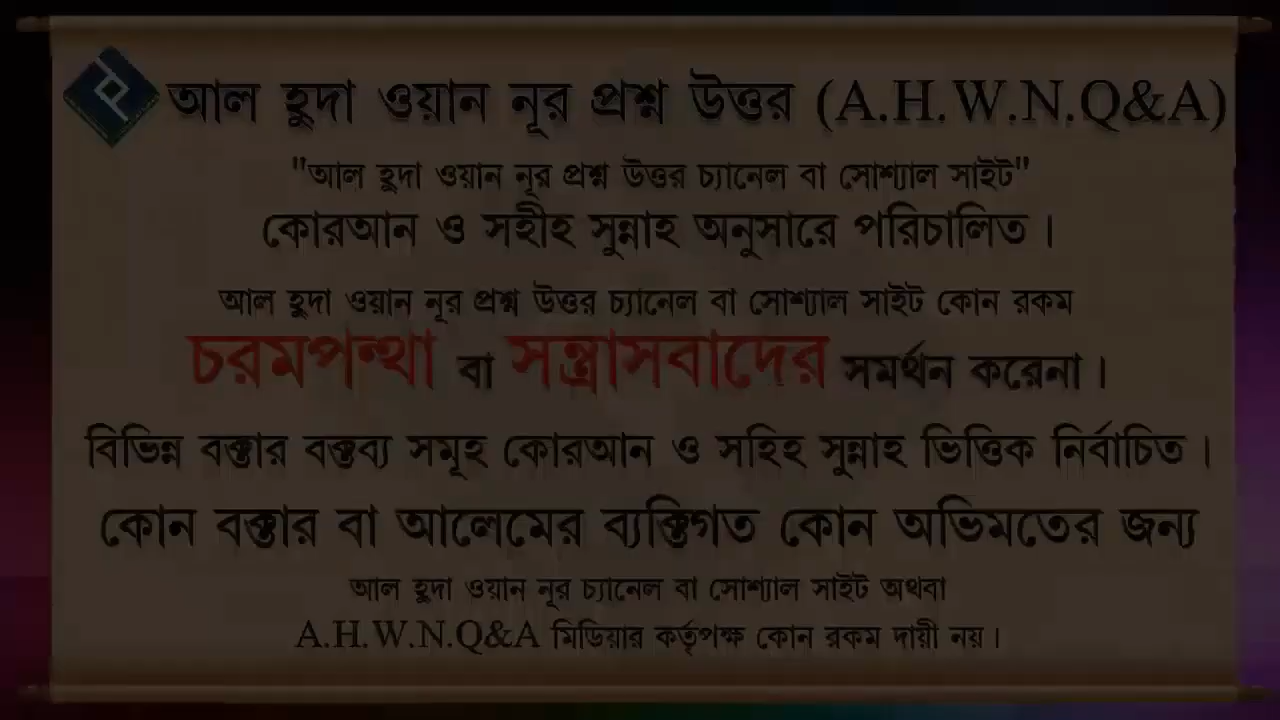 আল হুদা ওয়ান নূর প্রশ্ন উত্তর (A.H.W.N.Q&A)
"আল হুদা ওয়ান নূর প্রশ্ন উত্তর চ্যানেল বা সোশ্যাল সাইট"
কোরআন ও সহীহ সুন্নাহ অনুসারে পরিচালিত ।
আল হুদা ওয়ান নূর প্রশ্ন উত্তর চ্যানেল বা সোশ্যাল সাইট কোন রকম
চরমপন্থা বা সন্ত্রাসবাদের সমর্থন করেনা ।
বিভিন্ন বক্তার বক্তব্য সমূহ কোরআন ও সহিহ সুন্নাহ ভিত্তিক নির্বাচিত ।
কোন বক্তার বা আলেমের ব্যক্তিগত কোন অভিমতের জন্য
আল হুদা ওয়ান নূর চ্যানেল বা সোশ্যাল সাইট অথবা
A.H.W.N.Q&A মিডিয়ার কর্তৃপক্ষ কোন রকম দায়ী নয় ।